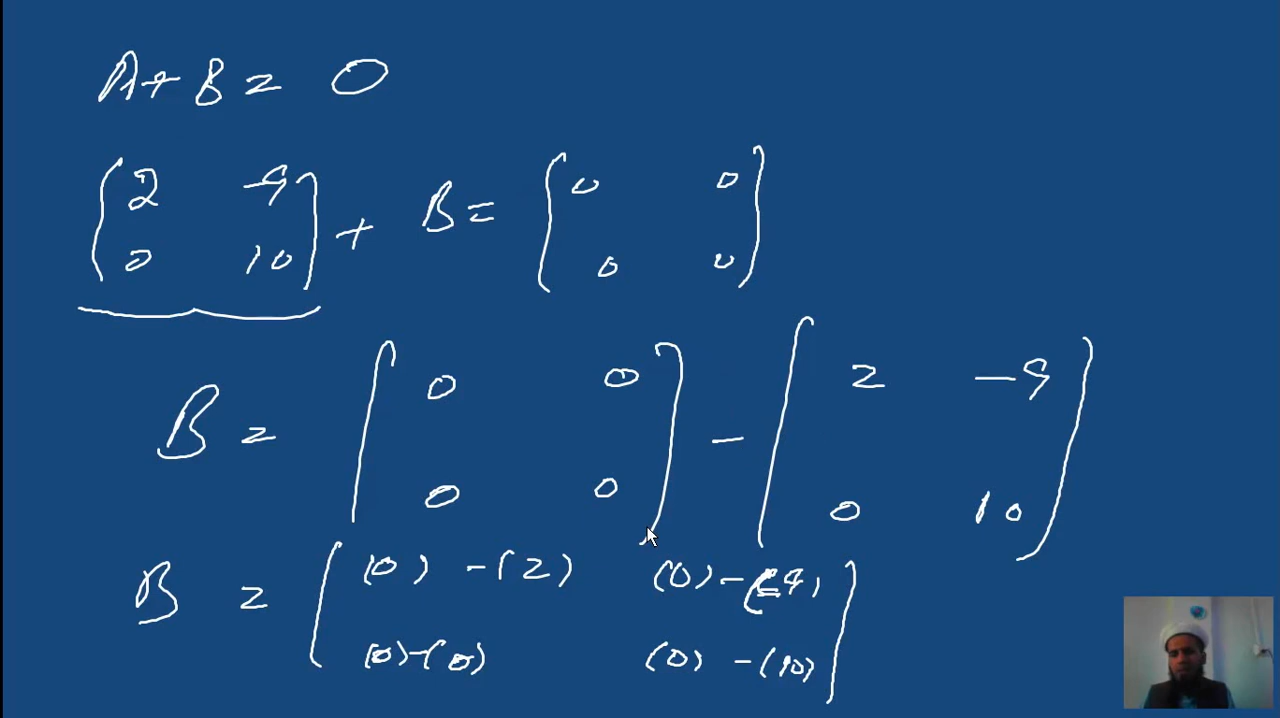 A + B = 0
[2 -9
0 10] + B = [0 0
0 0]
B = [0 0
0 0] - [2 -9
0 10]
B = [(0) - (2) (0) - (-9)
(0) - (0) (0) - (10)]